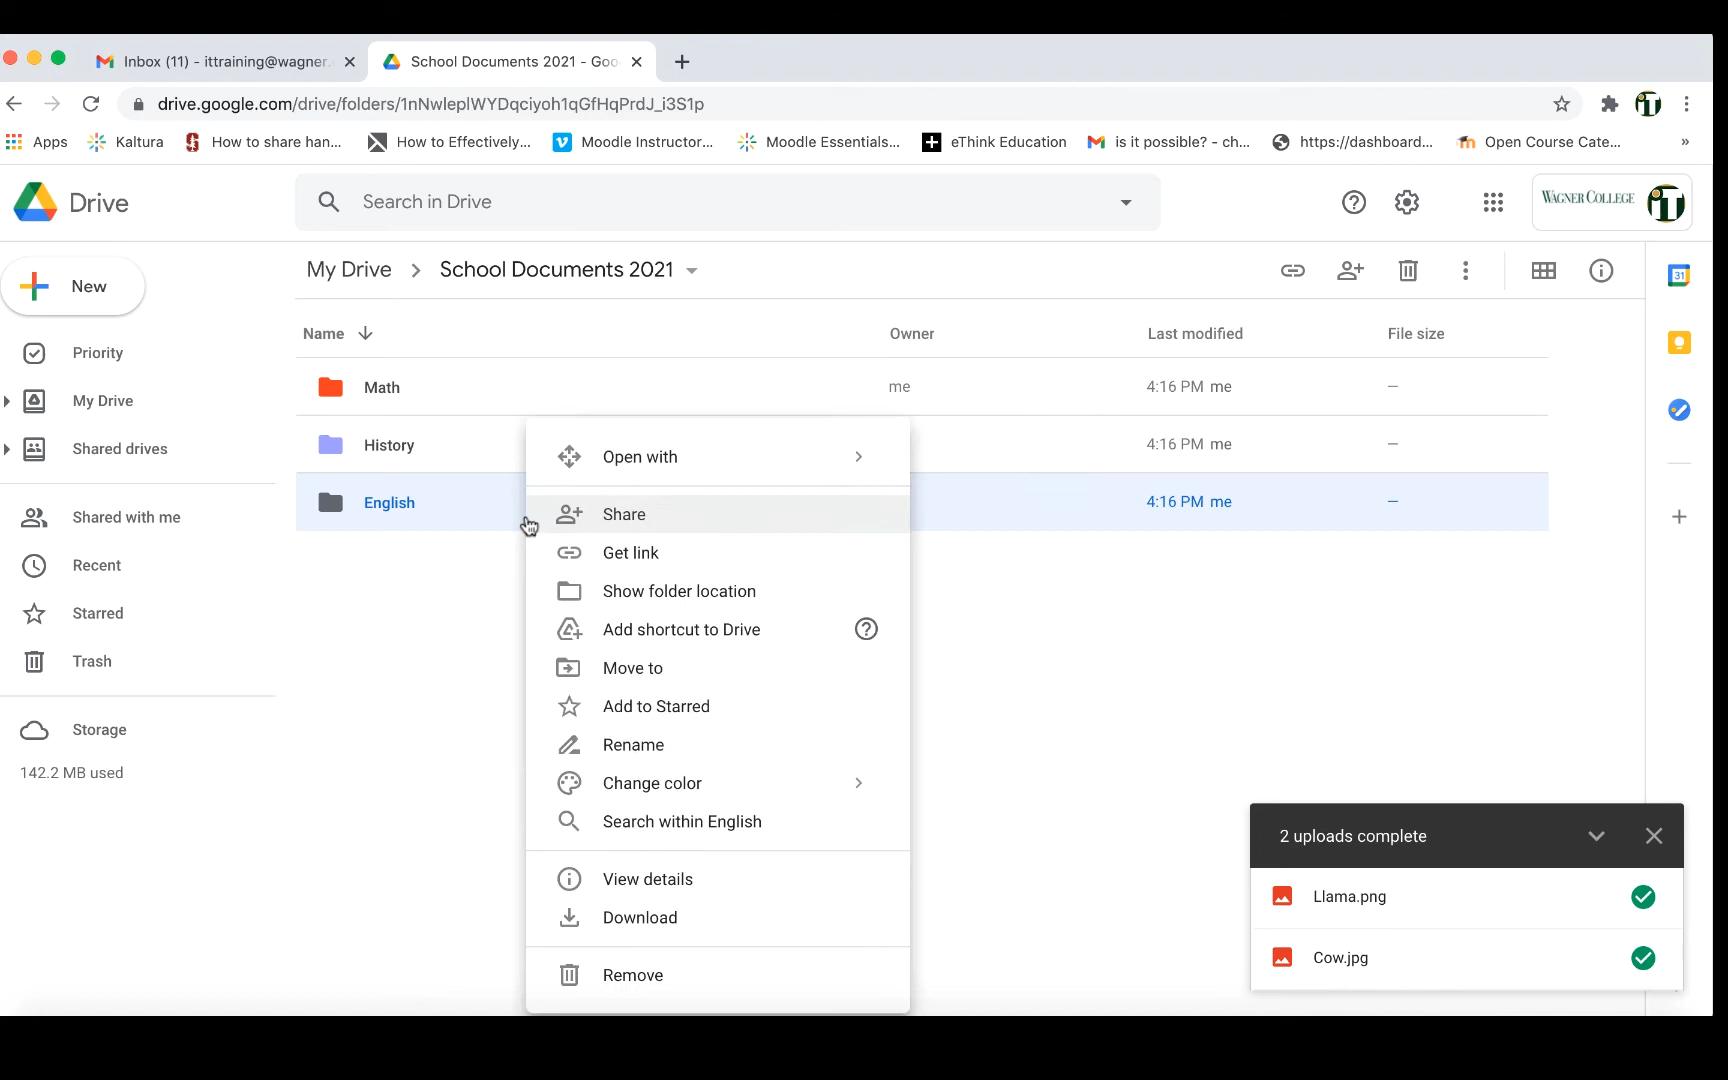 Inbox (11) - ittraining@wagner.
School Documents 2021 - Goo
drive.google.com/drive/folders/1nNwleplWYDqciyoh1qGfHqPrdJ_i3S1p
Apps
Kaltura
How to share han...
How to Effectively...
Moodle Instructor...
Moodle Essentials...
eThink Education
is it possible? - ch...
https://dashboard...
Open Course Cate...
»
Drive
Search in Drive
WAGNER COLLEGE
New
My Drive > School Documents 2021
Priority
My Drive
Shared drives
Shared with me
Recent
Starred
Trash
Storage
142.2 MB used
Name
Owner
Last modified
File size
Math
me
4:16 PM me
—
History
4:16 PM me
—
English
4:16 PM me
—
Open with
Share
Get link
Show folder location
Add shortcut to Drive
Move to
Add to Starred
Rename
Change color
Search within English
View details
Download
Remove
31
2 uploads complete
Llama.png
Cow.jpg